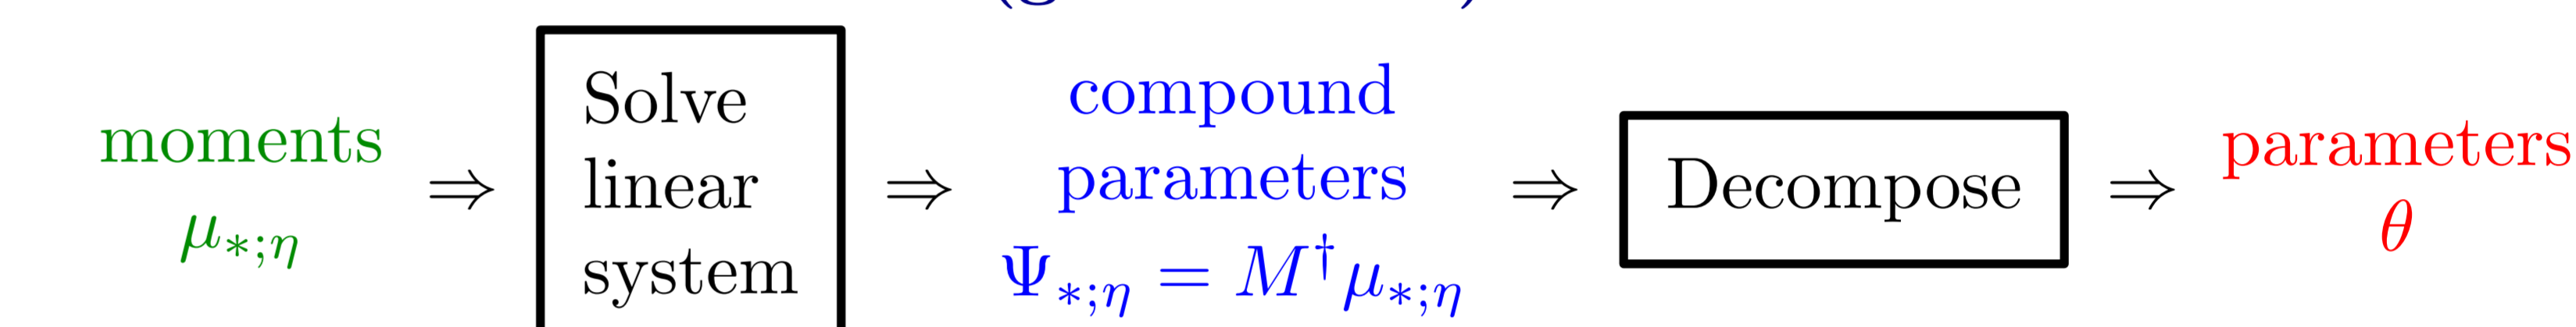 moments
μ∗;η
⇒
Solve
linear
system
⇒
compound
parameters
Ψ∗;η = M†μ∗;η
⇒
Decompose
⇒
parameters
θ